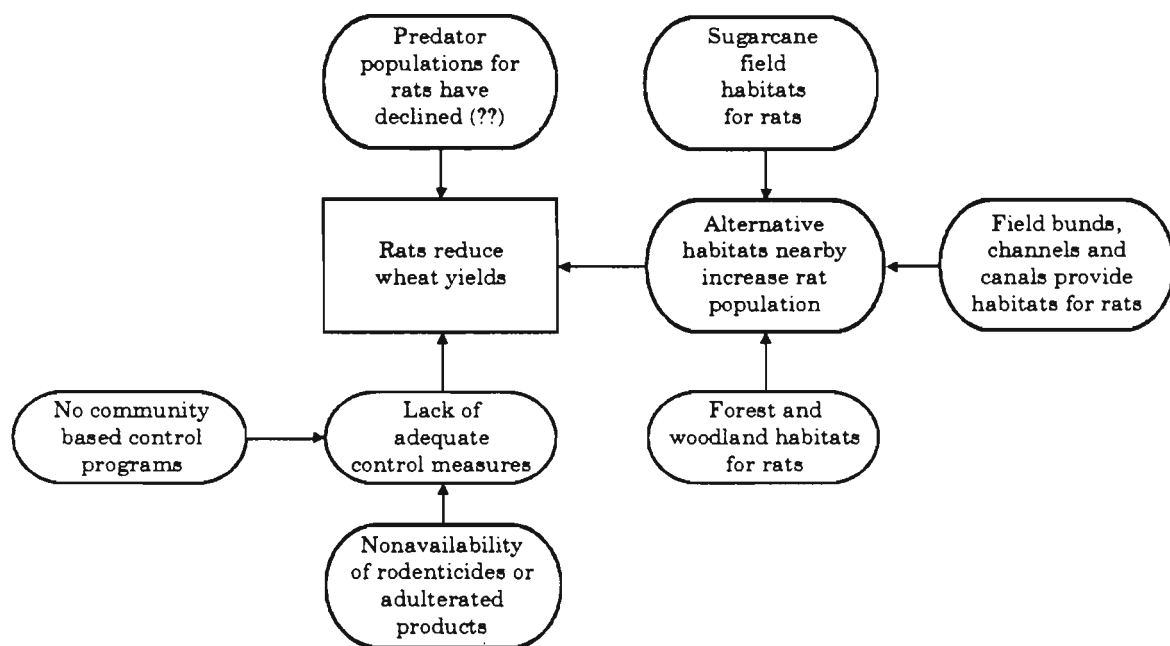 Predator
populations for
rats have
declined (??)
Sugarcane
field
habitats
for rats
Rats reduce
wheat yields
Alternative
habitats nearby
increase rat
population
Field bunds,
channels and
canals provide
habitats for rats
No community
based control
programs
Lack of
adequate
control measures
Forest and
woodland habitats
for rats
Nonavailability
of rodenticides or
adulterated
products